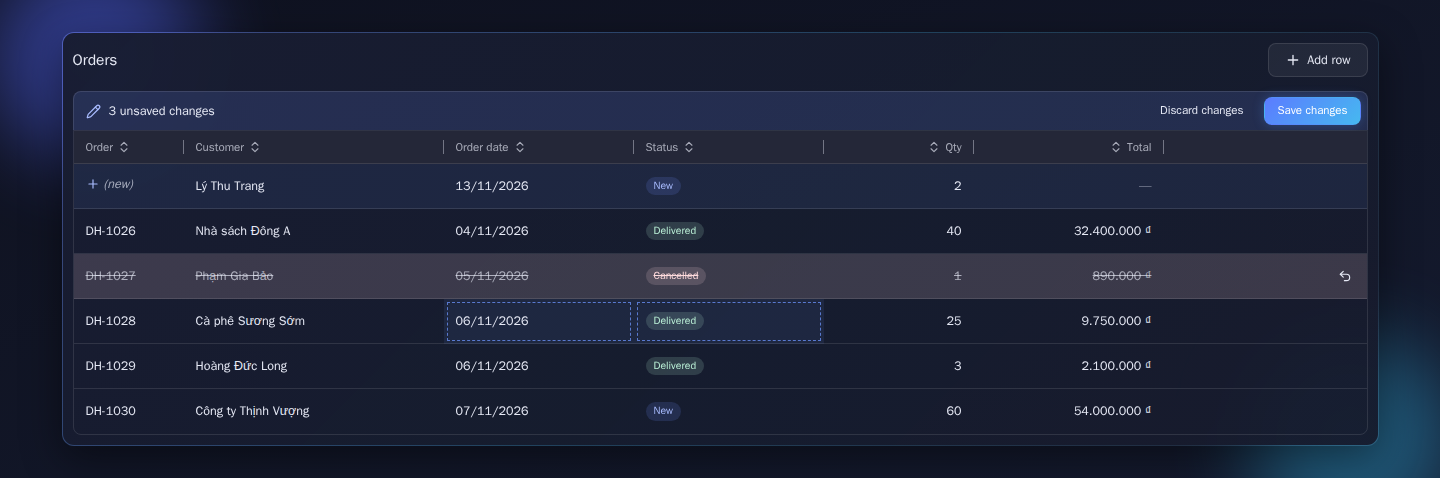 Orders
Add row
3 unsaved changes Discard changes Save changes
Order Customer Order date Status Qty Total
(new) Lý Thu Trang 13/11/2026 New 2 —
DH-1026 Nhà sách Đông A 04/11/2026 Delivered 40 32.400.000 ₫
DH-1027 Phạm Gia Bảo 05/11/2026 Cancelled 1 890.000 ₫
DH-1028 Cà phê Sương Sớm 06/11/2026 Delivered 25 9.750.000 ₫
DH-1029 Hoàng Đức Long 06/11/2026 Delivered 3 2.100.000 ₫
DH-1030 Công ty Thịnh Vượng 07/11/2026 New 60 54.000.000 ₫